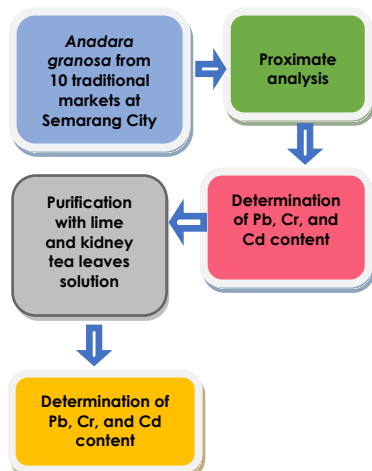 Anadara
granosa from
10 traditional
markets at
Semarang City
Proximate
analysis
Determination
of Pb, Cr, and
Cd content
Purification
with lime
and kidney
tea leaves
solution
Determination of
Pb, Cr, and Cd
content